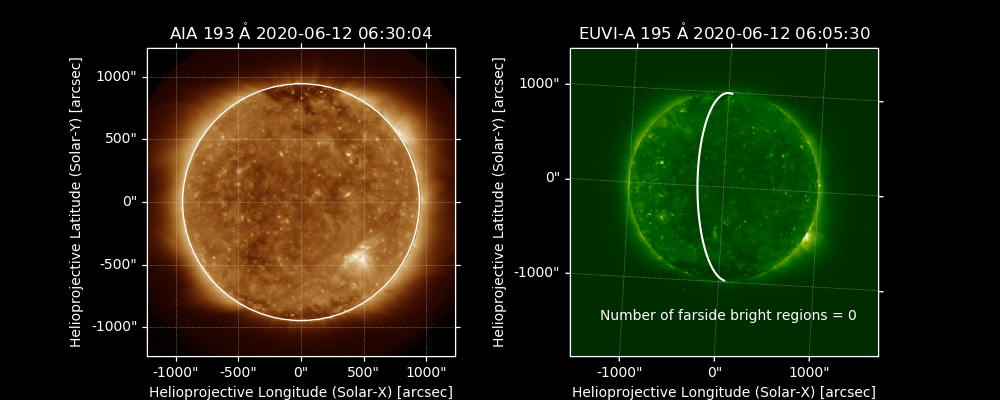 AIA 193 Å 2020-06-12 06:30:04
1000"
500"
0"
-500"
-1000"
-1000" -500" 0" 500" 1000"
Helioprojective Longitude (Solar-X) [arcsec]
Helioprojective Latitude (Solar-Y) [arcsec]
EUVI-A 195 Å 2020-06-12 06:05:30
1000"
0"
-1000"
Number of farside bright regions = 0
-1000" 0" 1000"
Helioprojective Longitude (Solar-X) [arcsec]
Helioprojective Latitude (Solar-Y) [arcsec]